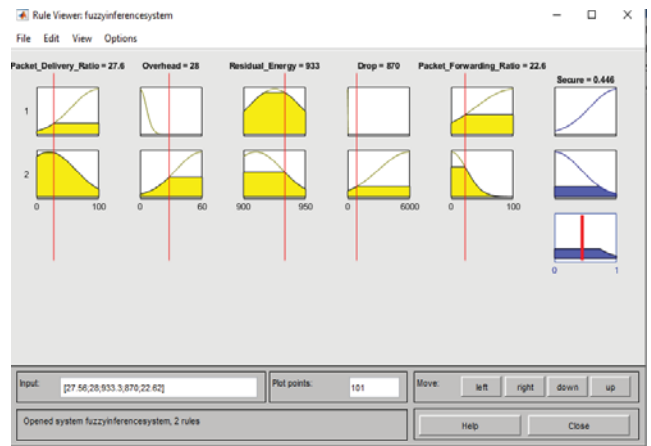 Rule Viewer: fuzzyinferencesystem
File Edit View Options
Packet_Delivery_Ratio = 27.6 Overhead = 28 Residual_Energy = 933 Drop = 870 Packet_Forwarding_Ratio = 22.6
Secure = 0.446
1
2
0 100 0 60 900 950 0 6000 0 100
0 1
Input: [27.56;28;933.3;870;22.62] Plot points: 101 Move: left right down up
Opened system fuzzyinferencesystem, 2 rules Help Close